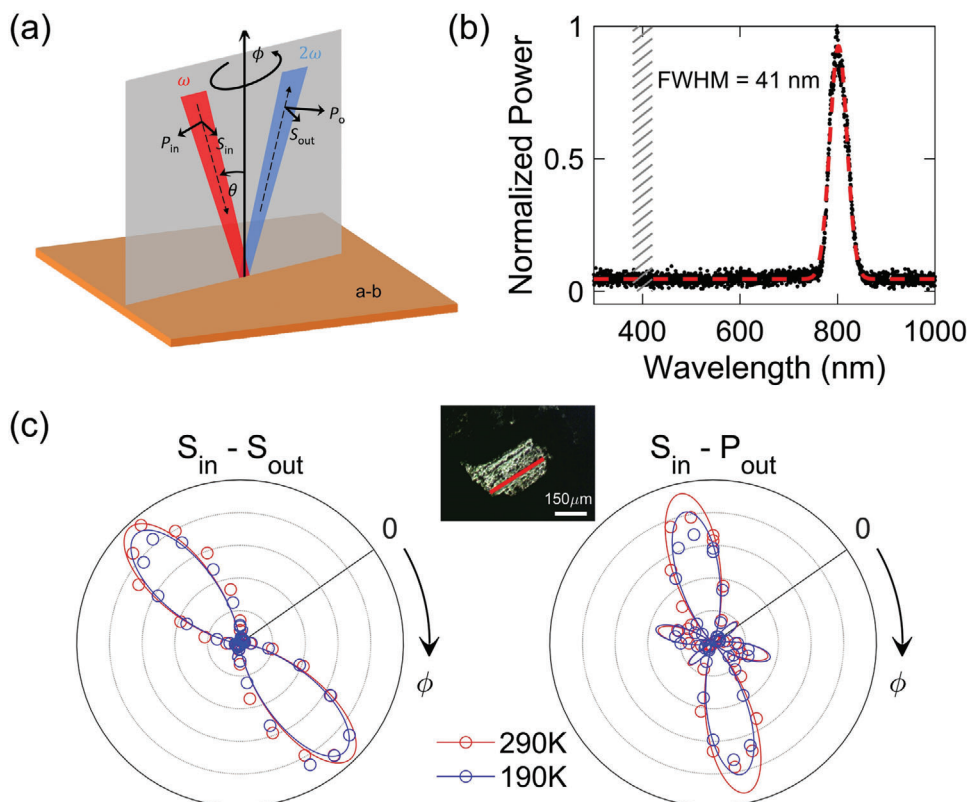 (a)
ϕ
ω
2ω
P_in
S_in
P_o
S_out
θ
a-b
(b)
Normalized Power
1
0.5
0
FWHM = 41 nm
400 600 800 1000
Wavelength (nm)
(c)
S_in - S_out
0
ϕ
150μm
S_in - P_out
0
ϕ
290K
190K